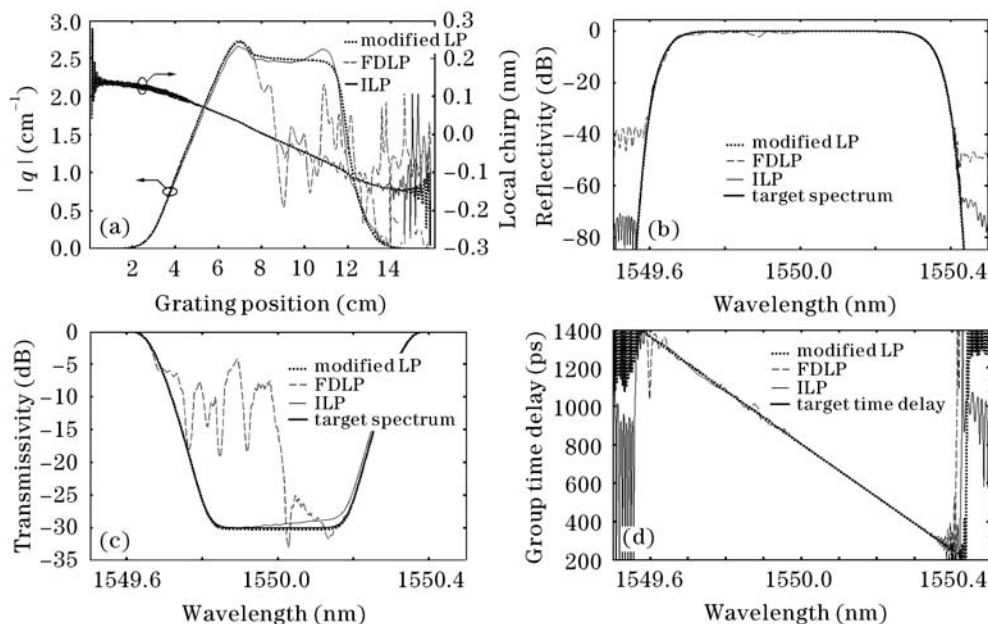 3.0
2.5
2.0
1.5
1.0
0.5
0.0
| q | (cm⁻¹)
0.3
0.2
0.1
0.0
−0.1
−0.2
−0.3
Local chirp (nm)
modified LP
FDLP
ILP
(a)
2 4 6 8 10 12 14
Grating position (cm)
0
−20
−40
−60
−80
Reflectivity (dB)
modified LP
FDLP
ILP
target spectrum
(b)
1549.6 1550.0 1550.4
Wavelength (nm)
0
−5
−10
−15
−20
−25
−30
−35
Transmissivity (dB)
modified LP
FDLP
ILP
target spectrum
(c)
1549.6 1550.0 1550.4
Wavelength (nm)
1400
1200
1000
800
600
400
200
Group time delay (ps)
modified LP
FDLP
ILP
target time delay
(d)
1549.6 1550.0 1550.4
Wavelength (nm)